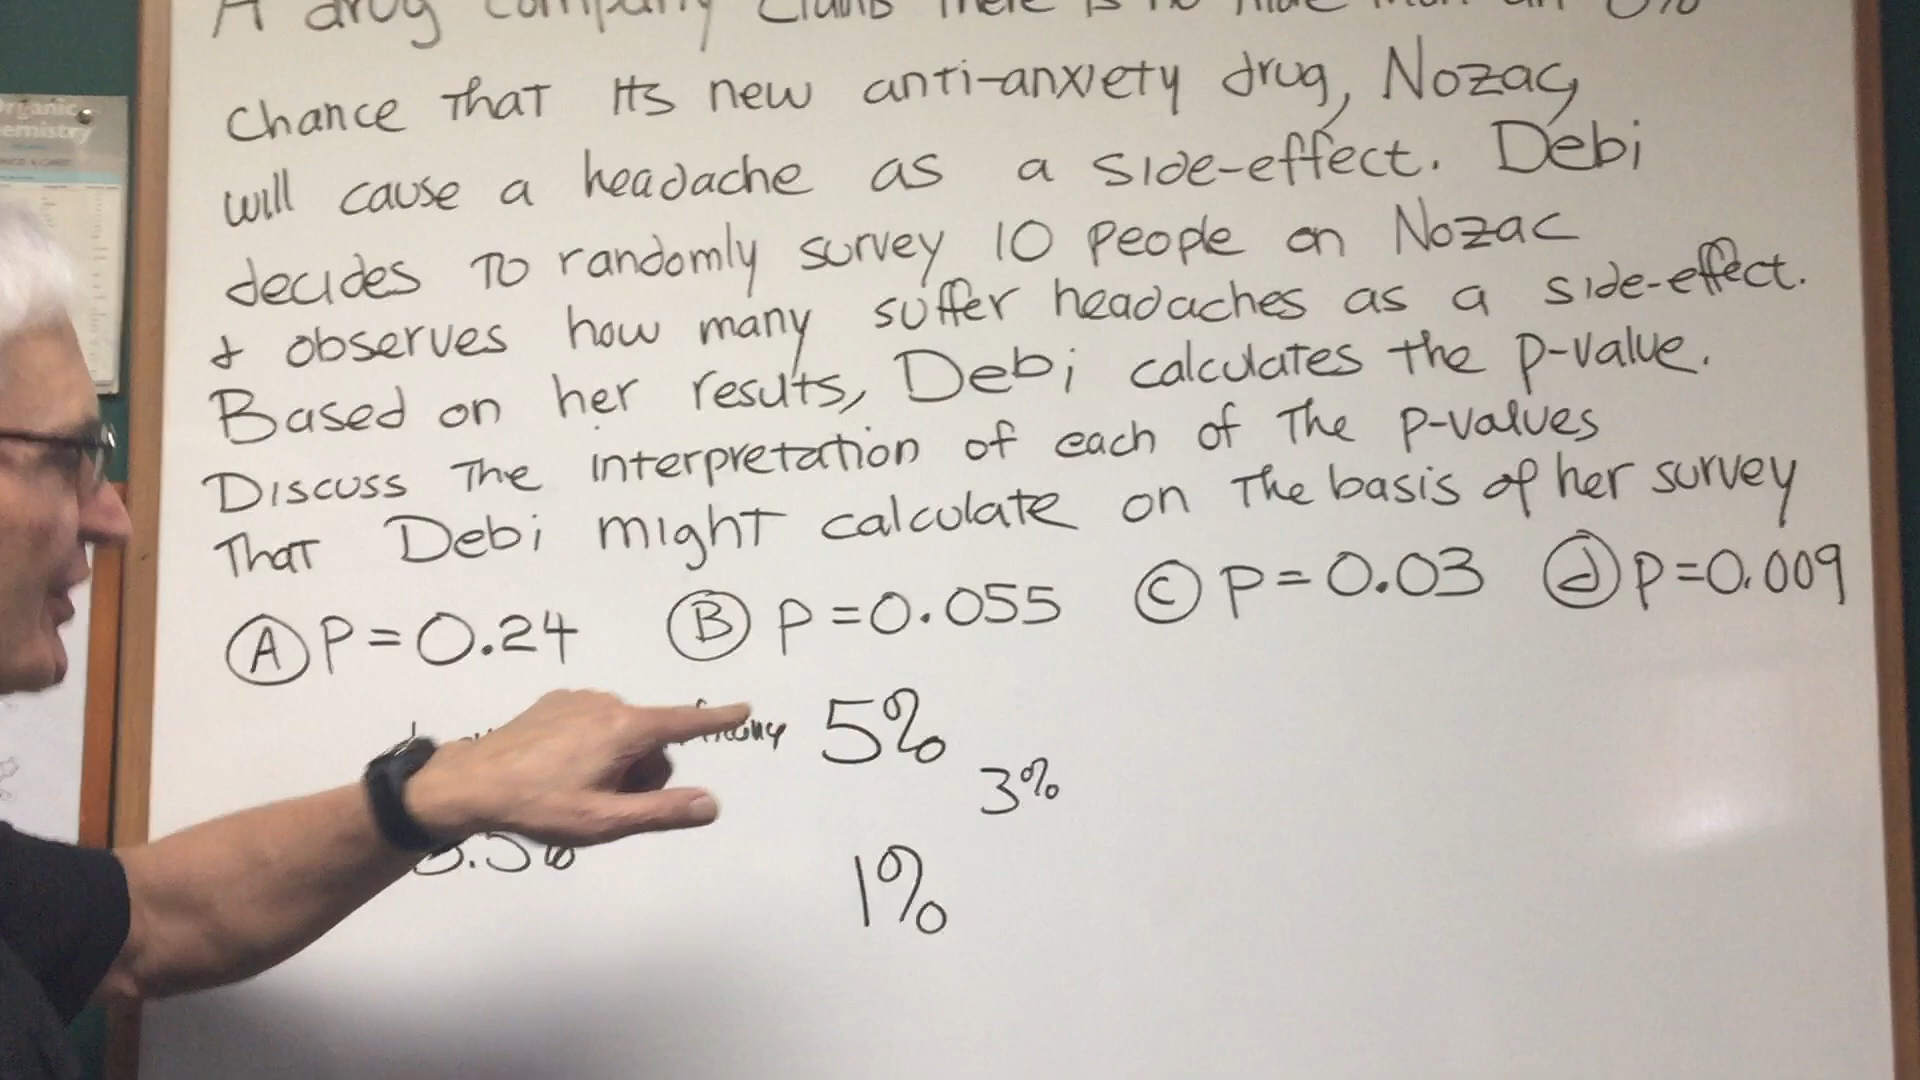 A drug company claims there is no more than an 8%
Chance that its new anti-anxiety drug, Nozac,
will cause a headache as a side-effect. Debi
decides to randomly survey 10 people on Nozac
& observes how many suffer headaches as a side-effect.
Based on her results, Debi calculates the p-value.
Discuss the interpretation of each of the p-values
that Debi might calculate on the basis of her survey
A P=0.24 B P=0.055 C P=0.03 d P=0.009
5%
3%
1%
Organic
emistry